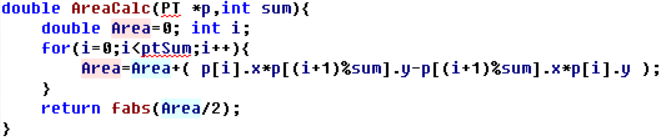 double AreaCalc(PT *p,int sum){
double Area=0; int i;
for(i=0;i<ptSum;i++){
Area=Area+( p[i].x*p[(i+1)%sum].y-p[(i+1)%sum].x*p[i].y );
}
return fabs(Area/2);
}